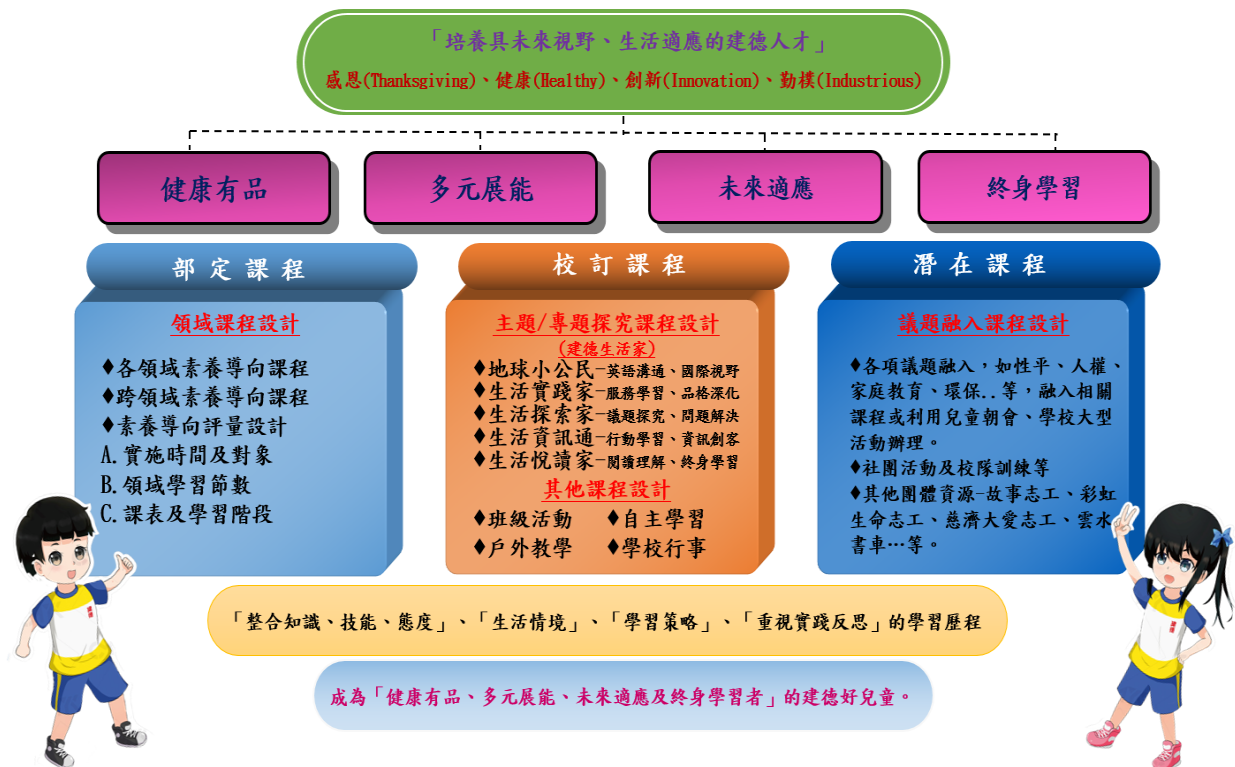 「培養具未來視野、生活適應的建德人才」
感恩(Thanksgiving)、健康(Healthy)、創新(Innovation)、勤樸(Industrious)
健康有品
多元展能
未來適應
終身學習
部定課程
領域課程設計
♦各領域素養導向課程
♦跨領域素養導向課程
♦素養導向評量設計
A.實施時間及對象
B.領域學習節數
C.課表及學習階段
校訂課程
主題/專題探究課程設計
(建德生活家)
♦地球小公民-英語溝通、國際視野
♦生活實踐家-服務學習、品格深化
♦生活探索家-議題探究、問題解決
♦生活資訊通-行動學習、資訊創客
♦生活悅讀家-閱讀理解、終身學習
其他課程設計
♦班級活動 ♦自主學習
♦戶外教學 ♦學校行事
潛在課程
議題融入課程設計
♦各項議題融入，如性平、人權、
家庭教育、環保..等，融入相關
課程或利用兒童朝會、學校大型
活動辦理。
♦社團活動及校隊訓練等
♦其他團體資源-故事志工、彩虹
生命志工、慈濟大愛志工、雲水
書車…等。
建德
建德
「整合知識、技能、態度」、「生活情境」、「學習策略」、「重視實踐反思」的學習歷程
成為「健康有品、多元展能、未來適應及終身學習者」的建德好兒童。